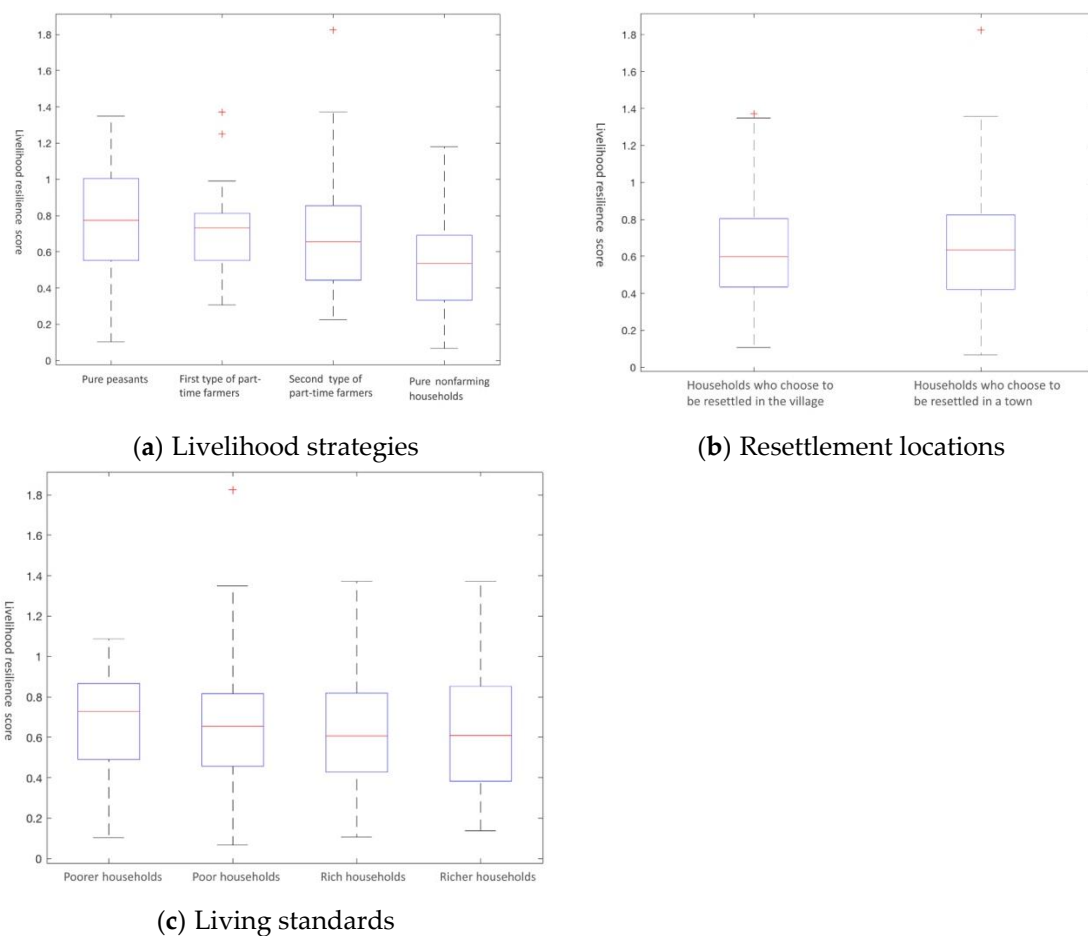 1.8
1.6
1.4
1.2
1
0.8
0.6
0.4
0.2
0
Livelihood resilience
score
Pure peasants
First type of part-
time farmers
Second type of
part-time farmers
Pure nonfarming
households
(a) Livelihood strategies
1.8
1.6
1.4
1.2
1
0.8
0.6
0.4
0.2
0
Livelihood resilience score
Households who choose to
be resettled in the village
Households who choose to
be resettled in a town
(b) Resettlement locations
1.8
1.6
1.4
1.2
1
0.8
0.6
0.4
0.2
0
Livelihood resilience score
Poorer households
Poor households
Rich households
Richer households
(c) Living standards